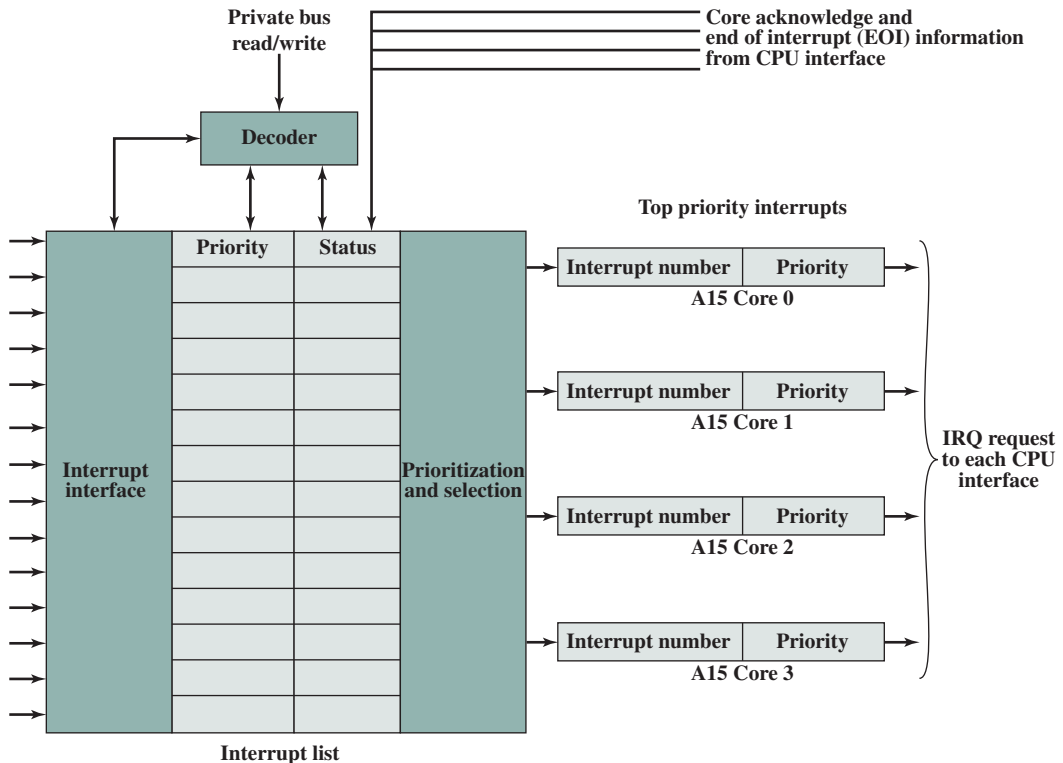 Private bus
read/write
Core acknowledge and
end of interrupt (EOI) information
from CPU interface
Decoder
Top priority interrupts
Priority
Status
Interrupt number
Priority
A15 Core 0
Interrupt number
Priority
A15 Core 1
Interrupt
interface
Prioritization
and selection
IRQ request
to each CPU
interface
Interrupt number
Priority
A15 Core 2
Interrupt number
Priority
A15 Core 3
Interrupt list